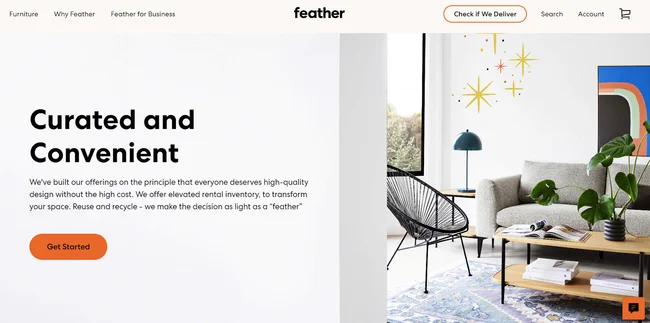 Furniture
Why Feather
Feather for Business
feather
Check if We Deliver
Search
Account
Curated and
Convenient
We've built our offerings on the principle that everyone deserves high-quality
design without the high cost. We offer elevated rental inventory, to transform
your space. Reuse and recycle - we make the decision as light as a "feather"
Get Started